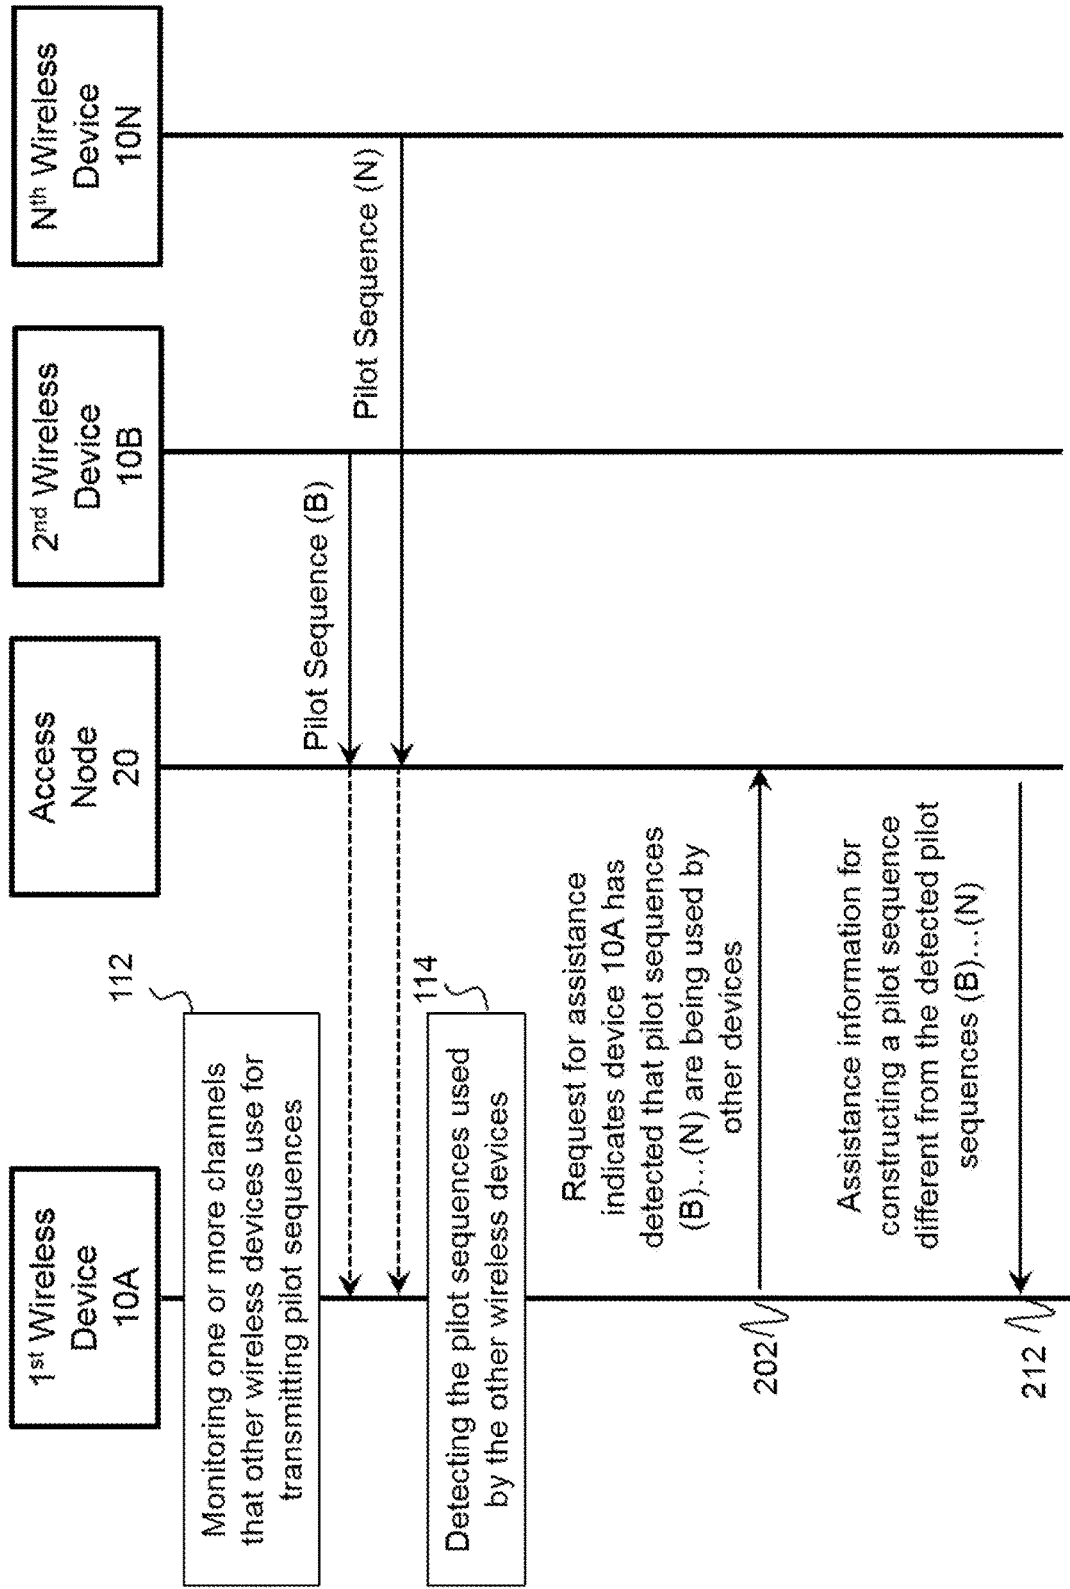 1st Wireless
Device
10A
Access
Node
20
2nd Wireless
Device
10B
Nth Wireless
Device
10N
112
Monitoring one or more channels
that other wireless devices use for
transmitting pilot sequences
Pilot Sequence (B)
Pilot Sequence (N)
114
Detecting the pilot sequences used
by the other wireless devices
Request for assistance
indicates device 10A has
detected that pilot sequences
(B)...(N) are being used by
other devices
202
Assistance information for
constructing a pilot sequence
different from the detected pilot
sequences (B)...(N)
212